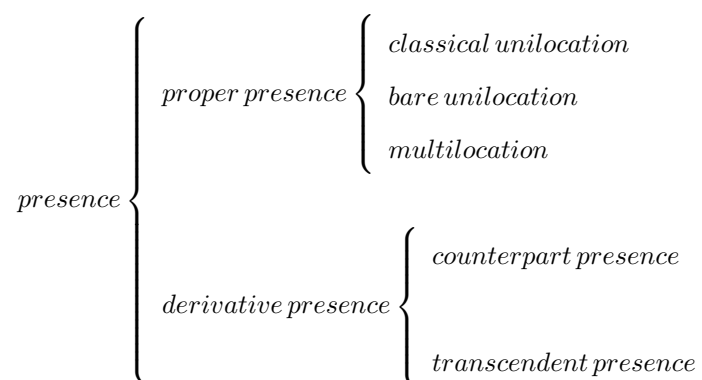 classical unilocation
proper presence
bare unilocation
multilocation
presence
counterpart presence
derivative presence
transcendent presence